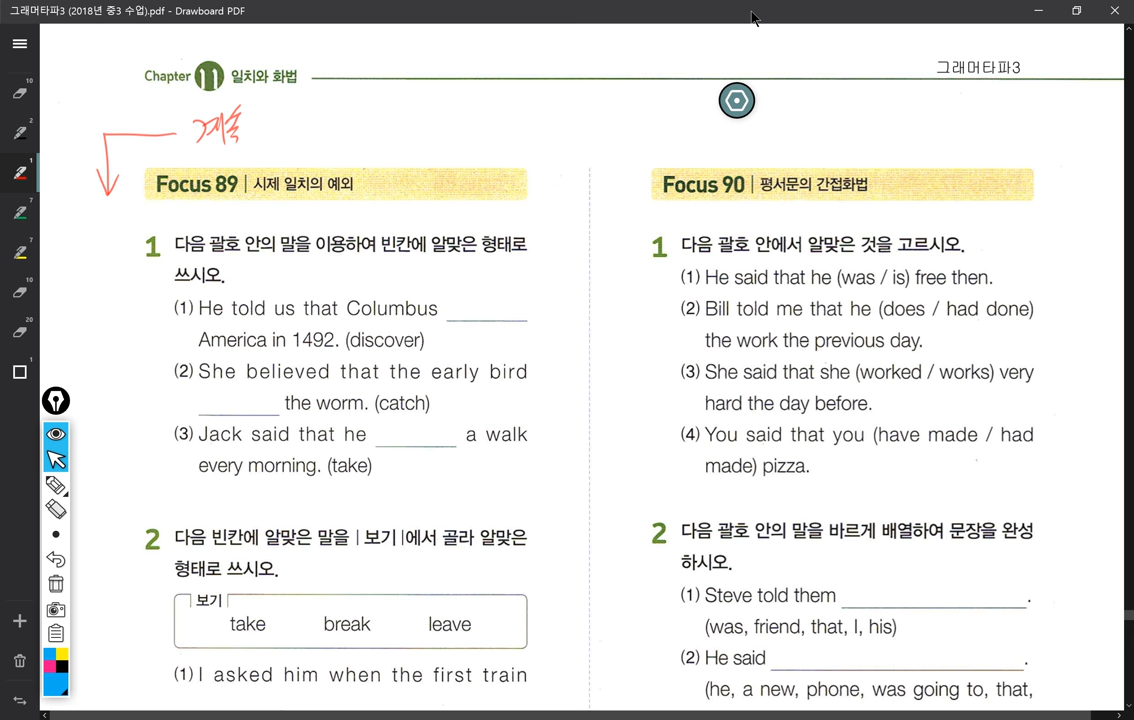 그래머타파3 (2018년 중3 수업).pdf - Drawboard PDF
10
2
1
7
7
10
20
1
Chapter 11 일치와 화법
그래머타파3
계속
Focus 89 | 시제 일치의 예외
1 다음 괄호 안의 말을 이용하여 빈칸에 알맞은 형태로
쓰시오.
(1) He told us that Columbus ________
America in 1492. (discover)
(2) She believed that the early bird
________ the worm. (catch)
(3) Jack said that he ________ a walk
every morning. (take)
2 다음 빈칸에 알맞은 말을 |보기|에서 골라 알맞은
형태로 쓰시오.
보기
take break leave
(1) I asked him when the first train
Focus 90 | 평서문의 간접화법
1 다음 괄호 안에서 알맞은 것을 고르시오.
(1) He said that he (was / is) free then.
(2) Bill told me that he (does / had done)
the work the previous day.
(3) She said that she (worked / works) very
hard the day before.
(4) You said that you (have made / had
made) pizza.
2 다음 괄호 안의 말을 바르게 배열하여 문장을 완성
하시오.
(1) Steve told them ____________________.
(was, friend, that, I, his)
(2) He said ____________________________.
(he, a new, phone, was going to, that,